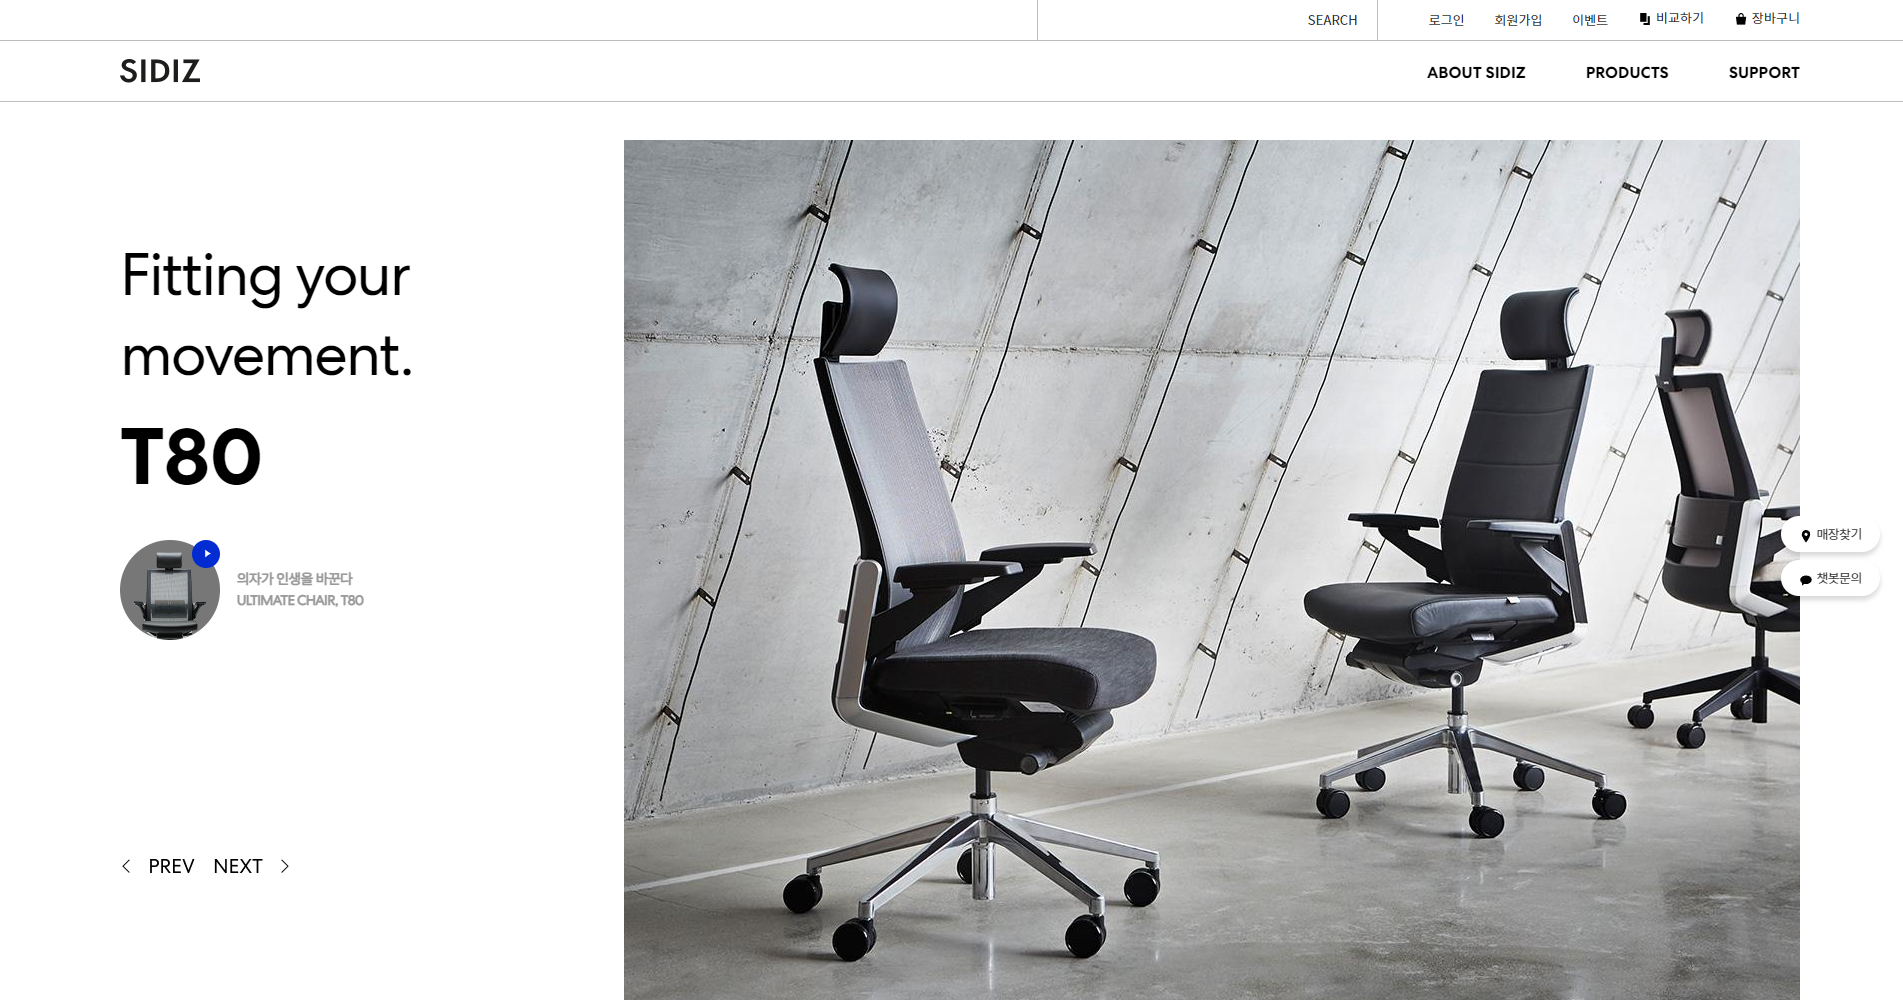 SEARCH
로그인
회원가입
이벤트
비교하기
장바구니
SIDIZ
ABOUT SIDIZ
PRODUCTS
SUPPORT
Fitting your
movement.
T80
의자가 인생을 바꾼다
ULTIMATE CHAIR, T80
매장찾기
챗봇문의
PREV
NEXT